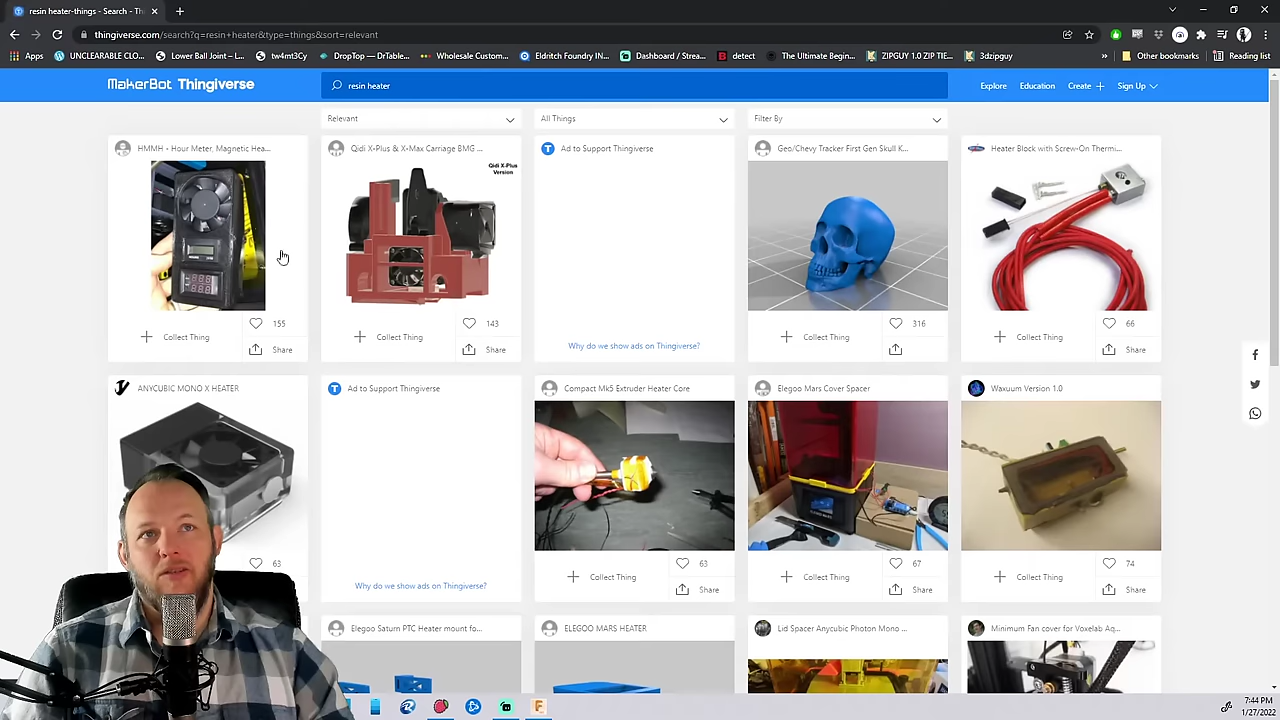 resin heater-things - Search - Thi
thingiverse.com/search?q=resin+heater&type=things&sort=relevant
Apps
UNCLEARABLE CLO...
Lower Ball Joint – L...
tw4mt3Cy
DropTop — DrawTo...
Wholesale Custom...
Eldritch Foundry IN...
Dashboard / Strea...
detect
The Ultimate Begin...
ZIPGUY 1.0 ZIP TIE...
3dzipguy
»
Other bookmarks
Reading list
MakerBot Thingiverse
resin heater
Explore
Education
Create
Sign Up
Relevant
All Things
Filter By
HMMH - Hour Meter, Magnetic Hea...
Qidi X-Plus & X-Max Carriage BMG ...
Ad to Support Thingiverse
Geo/Chevy Tracker First Gen Skull K...
Heater Block with Screw-On Thermi...
Qidi X-Plus
Version
Why do we show ads on Thingiverse?
155
143
316
66
Collect Thing
Collect Thing
Collect Thing
Collect Thing
Share
Share
Share
ANYCUBIC MONO X HEATER
Ad to Support Thingiverse
Compact Mk5 Extruder Heater Core
Elegoo Mars Cover Spacer
Waxuum Version 1.0
63
63
67
74
Collect Thing
Collect Thing
Collect Thing
Why do we show ads on Thingiverse?
Share
Share
Share
Elegoo Saturn PTC Heater mount fo...
ELEGOO MARS HEATER
Lid Spacer Anycubic Photon Mono ...
Minimum Fan cover for Voxelab Aq...
7:44 PM
1/27/2022